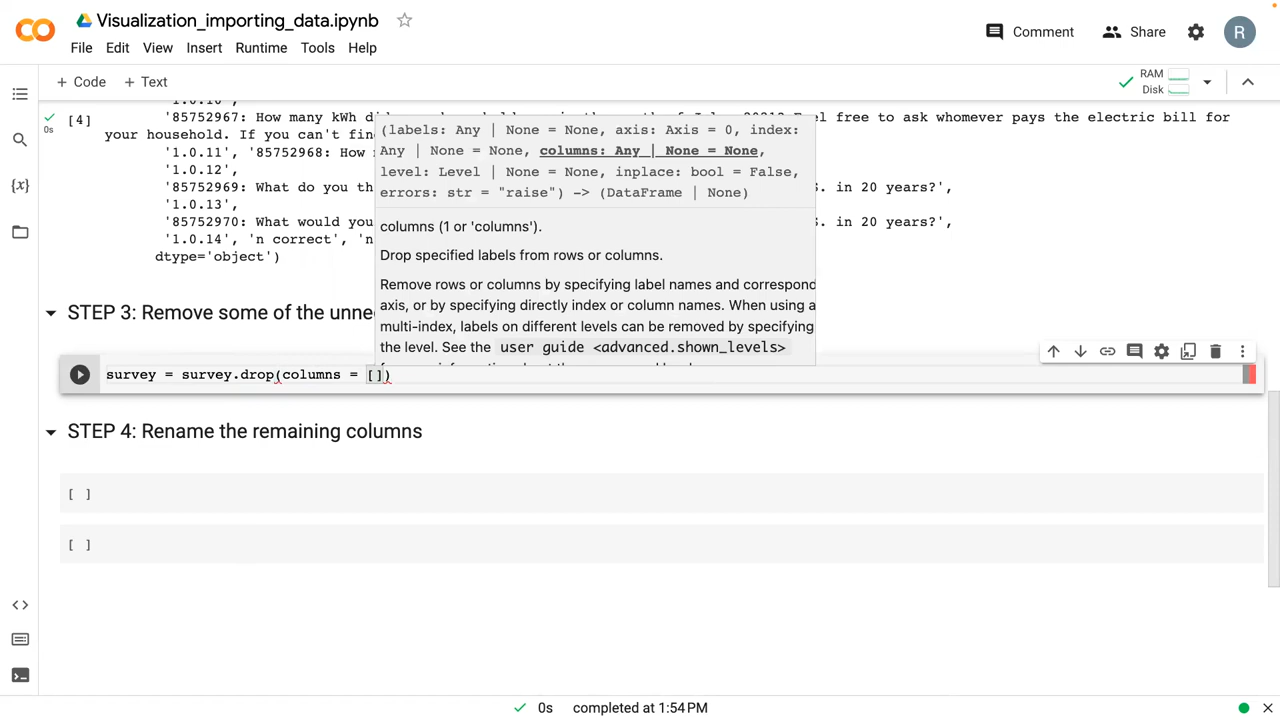 Visualization_importing_data.ipynb
File Edit View Insert Runtime Tools Help
Comment Share R
+ Code + Text
RAM
Disk
[4]
0s
'85752967: How many kWh di
el free to ask whomever pays the electric bill for
your household. If you can't fin
'1.0.11', '85752968: How
'1.0.12',
'85752969: What do you th
S. in 20 years?',
'1.0.13',
'85752970: What would you
S. in 20 years?',
'1.0.14', 'n correct', 'n
dtype='object')
(labels: Any | None = None, axis: Axis = 0, index:
Any | None = None, columns: Any | None = None,
level: Level | None = None, inplace: bool = False,
errors: str = "raise") -> (DataFrame | None)
columns (1 or 'columns').
Drop specified labels from rows or columns.
Remove rows or columns by specifying label names and correspond
axis, or by specifying directly index or column names. When using a
multi-index, labels on different levels can be removed by specifying
the level. See the user guide <advanced.shown_levels>
STEP 3: Remove some of the unne
survey = survey.drop(columns = [])
STEP 4: Rename the remaining columns
[ ]
[ ]
0s completed at 1:54 PM